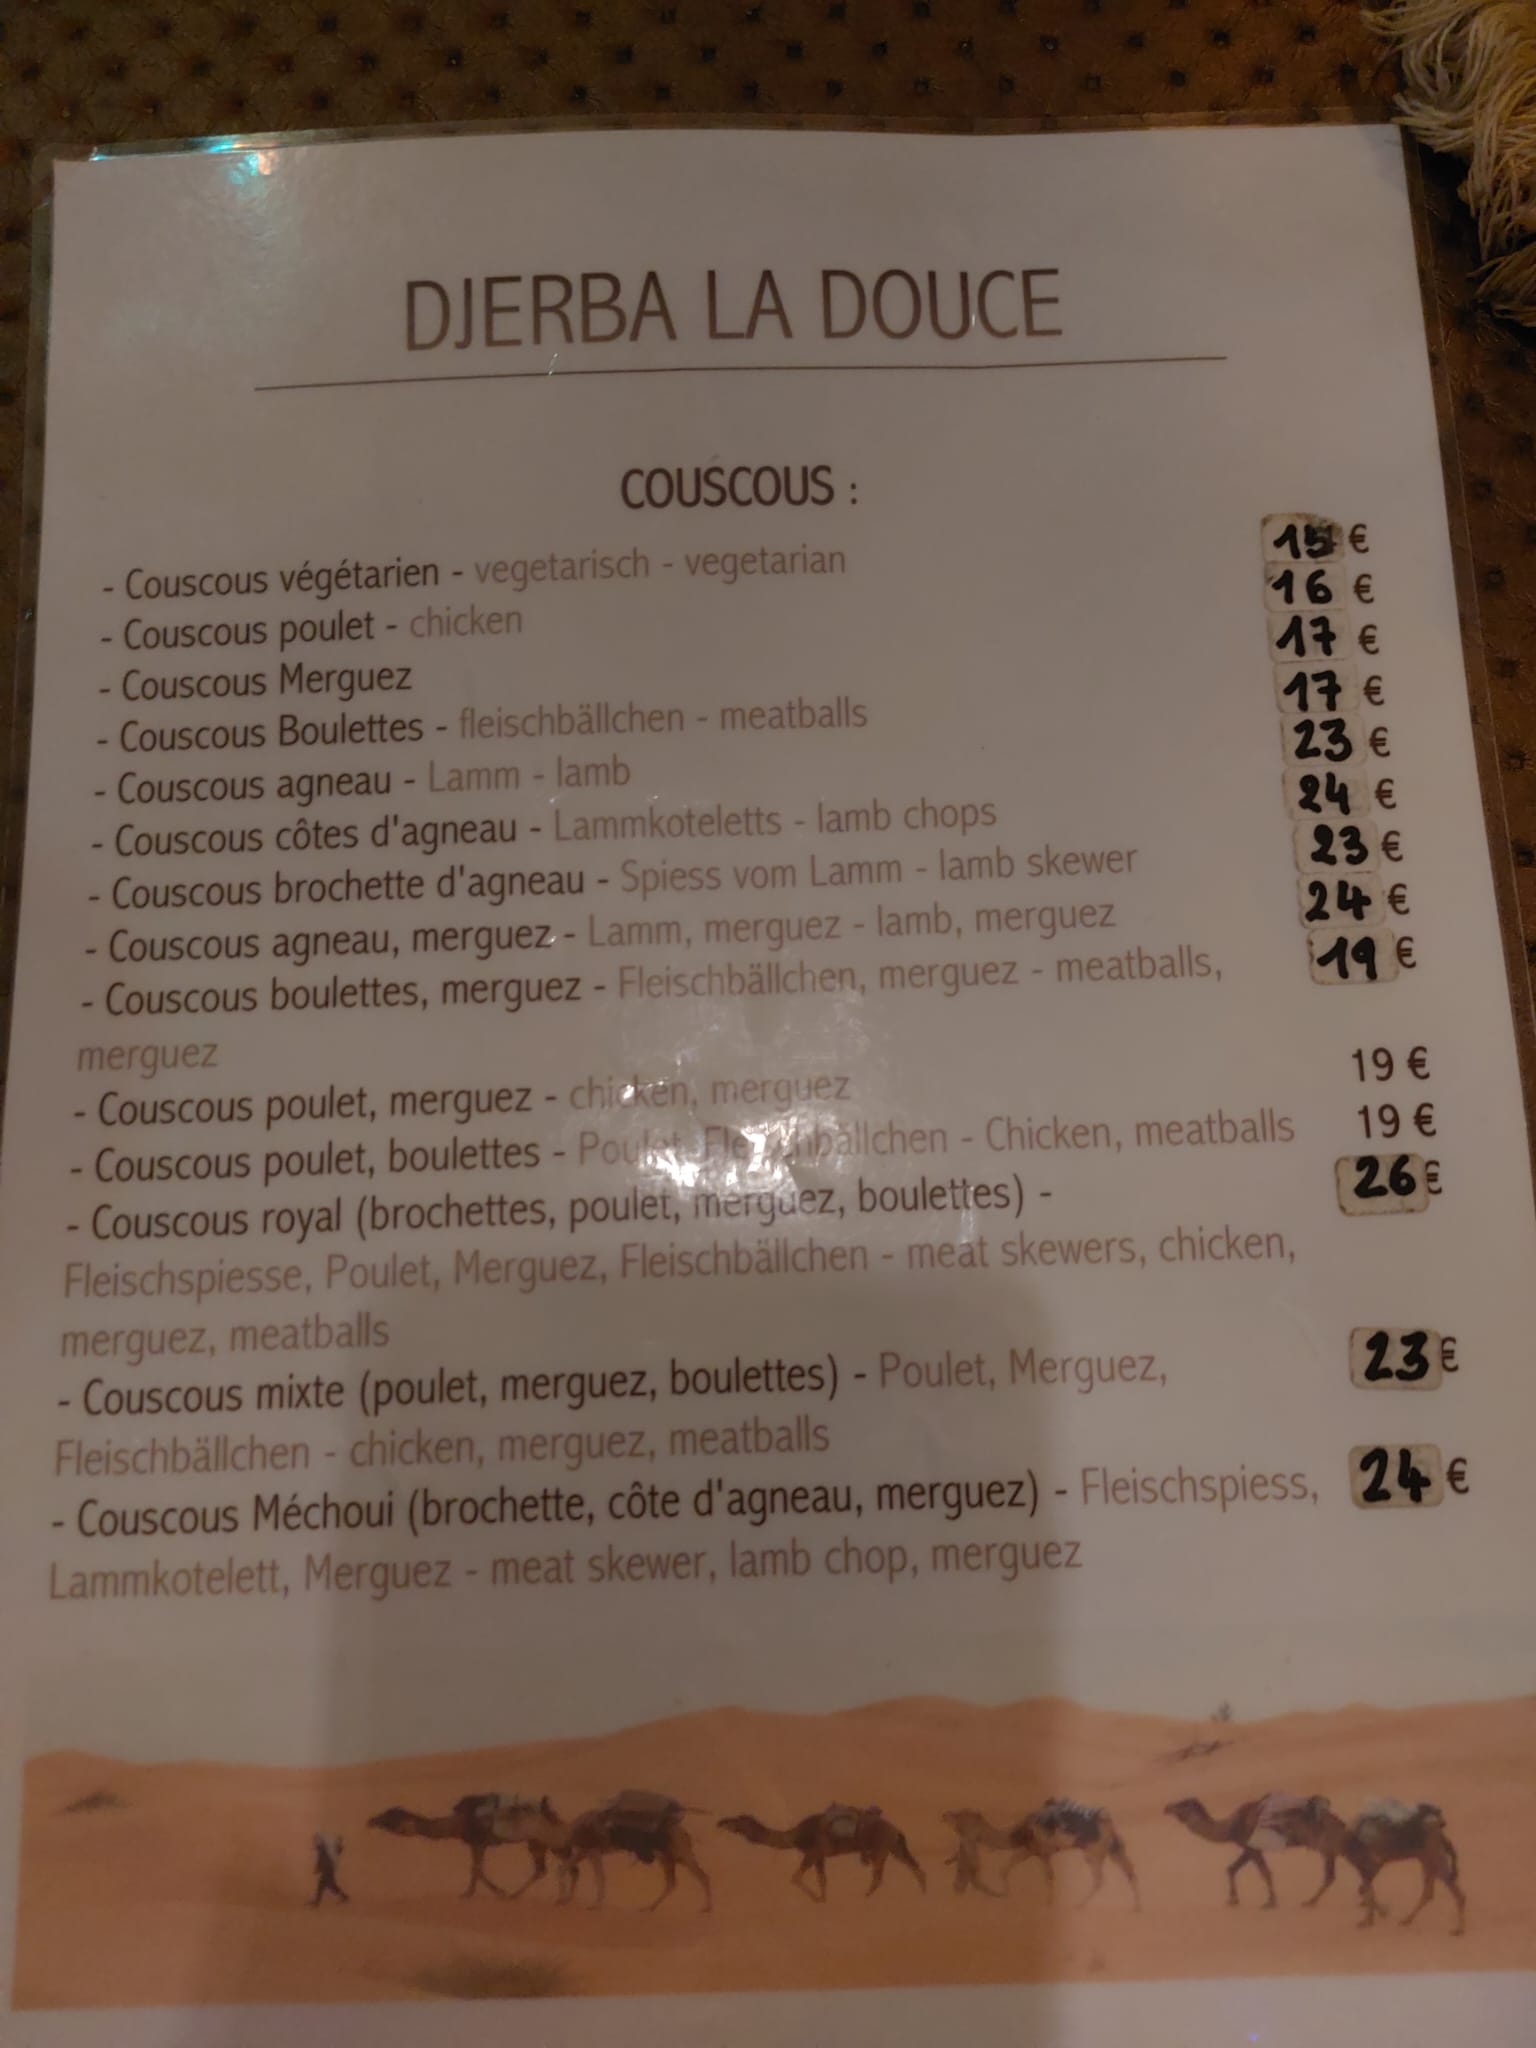 DJERBA LA DOUCE
COUSCOUS :
- Couscous végétarien - vegetarisch - vegetarian 15 €
- Couscous poulet - chicken 16 €
- Couscous Merguez 17 €
- Couscous Boulettes - fleischbällchen - meatballs 17 €
- Couscous agneau - Lamm - lamb 23 €
- Couscous côtes d'agneau - Lammkoteletts - lamb chops 24 €
- Couscous brochette d'agneau - Spiess vom Lamm - lamb skewer 23 €
- Couscous agneau, merguez - Lamm, merguez - lamb, merguez 24 €
- Couscous boulettes, merguez - Fleischbällchen, merguez - meatballs, 19 €
merguez
- Couscous poulet, merguez - chicken, merguez 19 €
- Couscous poulet, boulettes - Poulet, Fleischbällchen - Chicken, meatballs 19 €
- Couscous royal (brochettes, poulet, merguez, boulettes) - 26 €
Fleischspiesse, Poulet, Merguez, Fleischbällchen - meat skewers, chicken,
merguez, meatballs
- Couscous mixte (poulet, merguez, boulettes) - Poulet, Merguez, 23 €
Fleischbällchen - chicken, merguez, meatballs
- Couscous Méchoui (brochette, côte d'agneau, merguez) - Fleischspiess, 24 €
Lammkotelett, Merguez - meat skewer, lamb chop, merguez